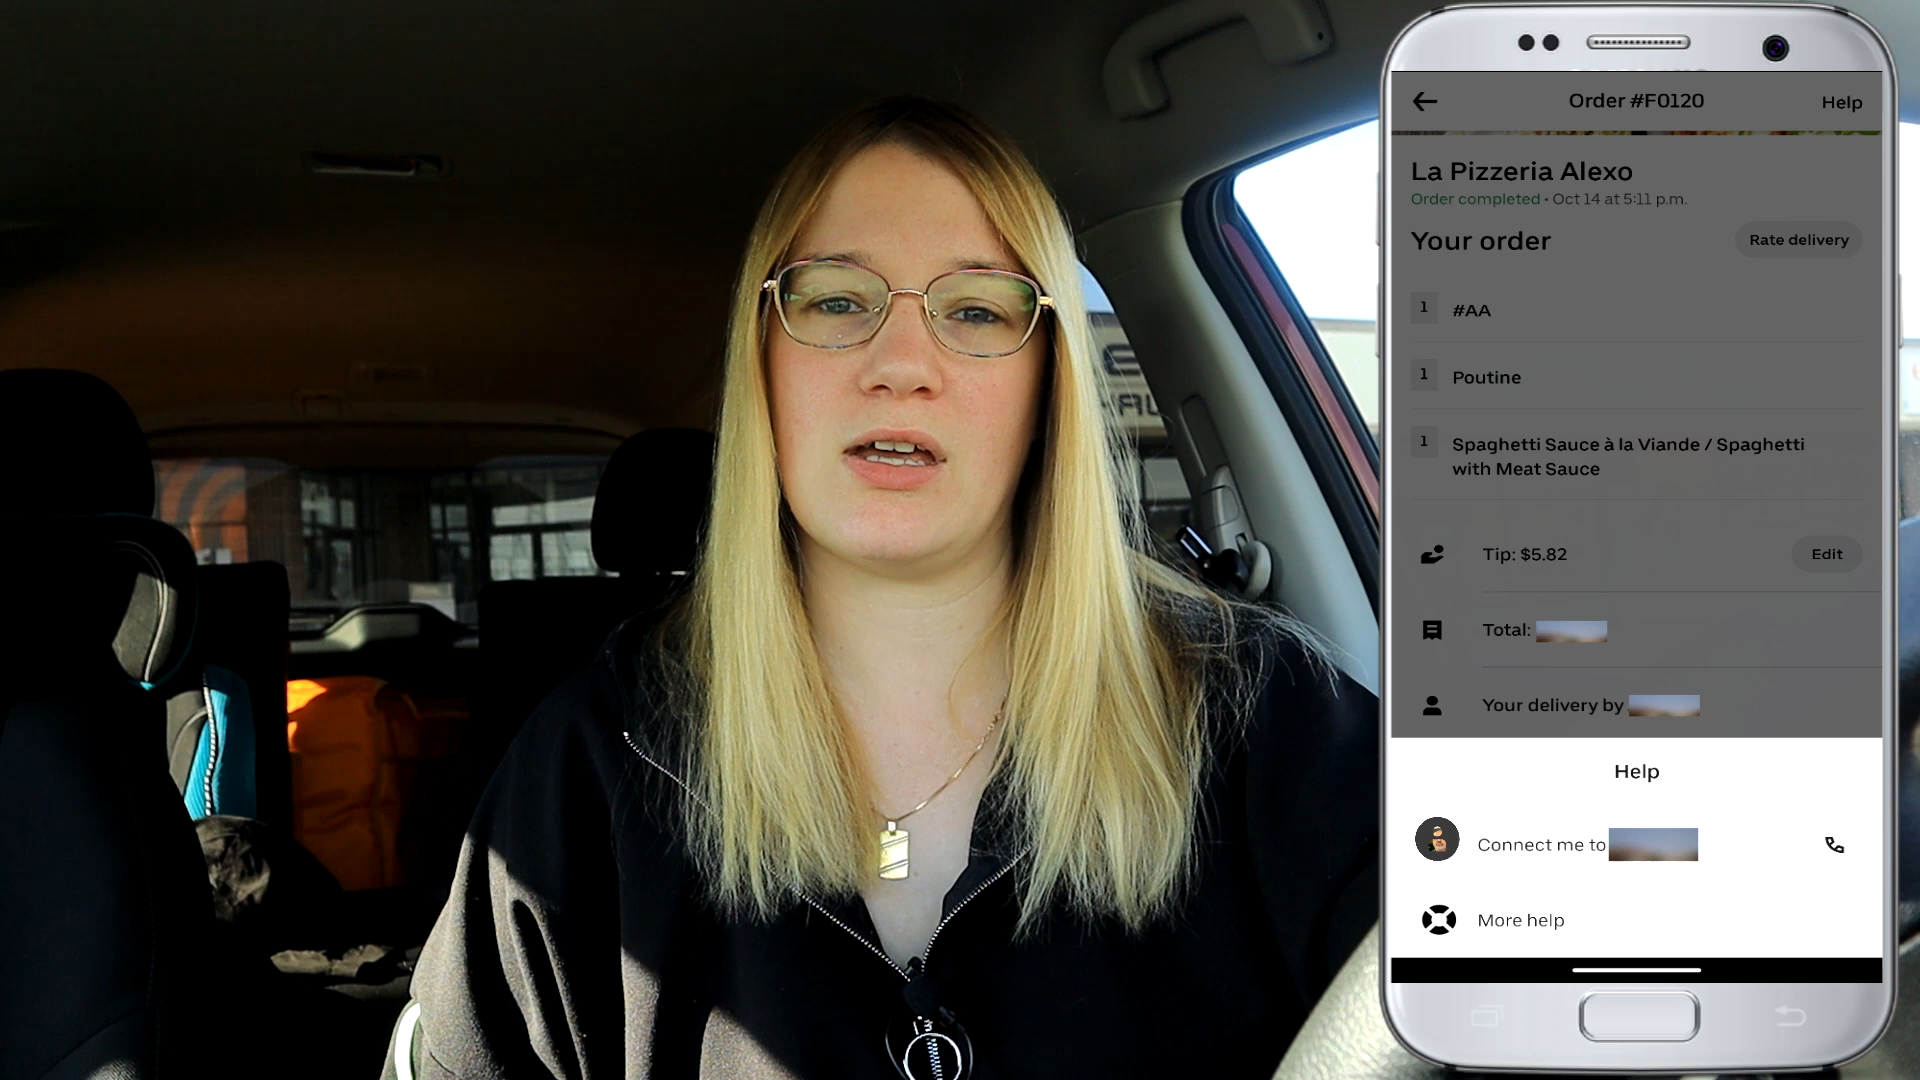 Order #F0120
Help
La Pizzeria Alexo
Order completed • Oct 14 at 5:11 p.m.
Your order
Rate delivery
1
#AA
1
Poutine
1
Spaghetti Sauce à la Viande / Spaghetti
with Meat Sauce
Tip: $5.82
Edit
Total:
Your delivery by
Help
Connect me to
More help